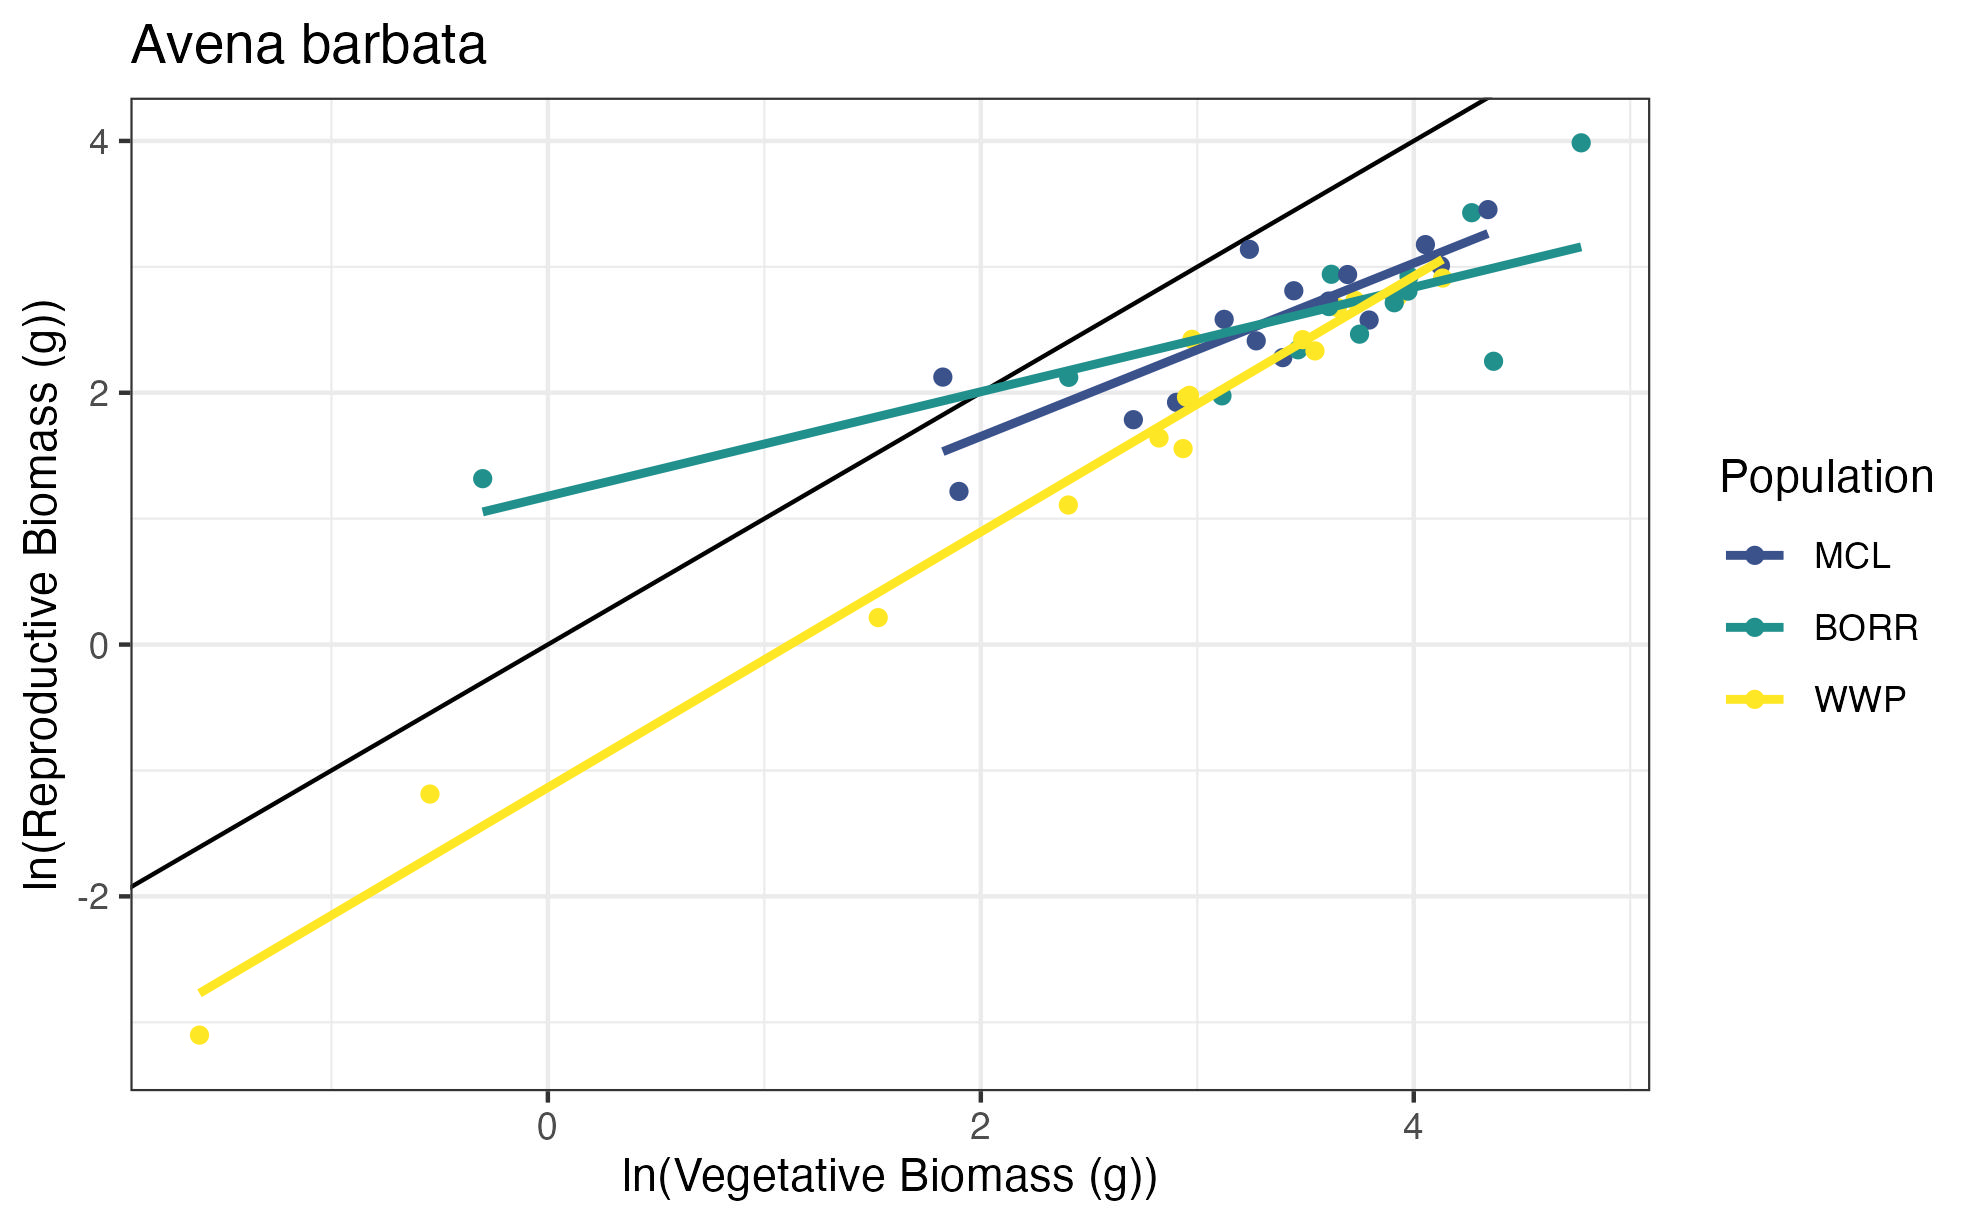 Avena barbata
ln(Reproductive Biomass (g))
4
2
0
-2
0 2 4
ln(Vegetative Biomass (g))
Population
MCL
BORR
WWP